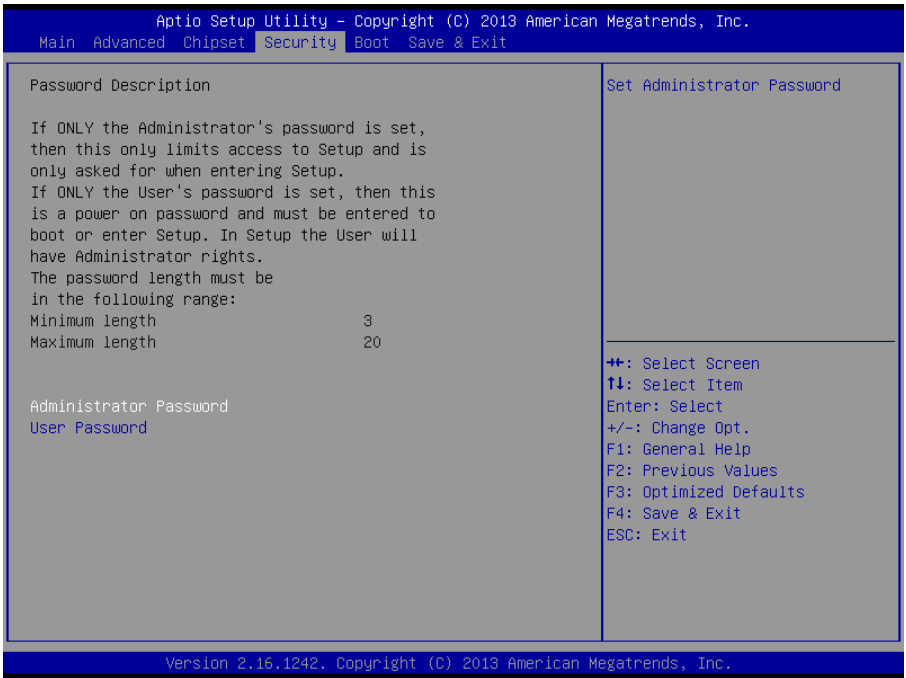 Aptio Setup Utility – Copyright (C) 2013 American Megatrends, Inc.
Main Advanced Chipset Security Boot Save & Exit
Password Description
If ONLY the Administrator's password is set,
then this only limits access to Setup and is
only asked for when entering Setup.
If ONLY the User's password is set, then this
is a power on password and must be entered to
boot or enter Setup. In Setup the User will
have Administrator rights.
The password length must be
in the following range:
Minimum length 3
Maximum length 20
Administrator Password
User Password
Set Administrator Password
→←: Select Screen
↑↓: Select Item
Enter: Select
+/-: Change Opt.
F1: General Help
F2: Previous Values
F3: Optimized Defaults
F4: Save & Exit
ESC: Exit
Version 2.16.1242. Copyright (C) 2013 American Megatrends, Inc.